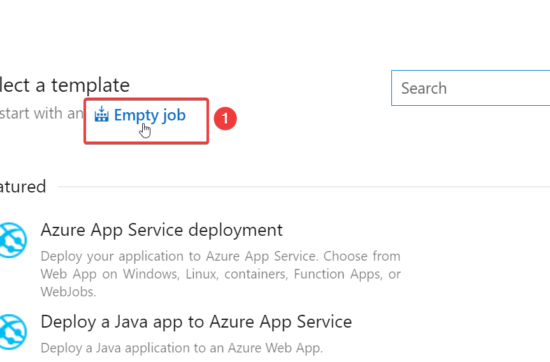 lect a template
Search
start with an Empty job
1
atured
Azure App Service deployment
Deploy your application to Azure App Service. Choose from
Web App on Windows, Linux, containers, Function Apps, or
WebJobs.
Deploy a Java app to Azure App Service
Deploy a Java application to an Azure Web App.